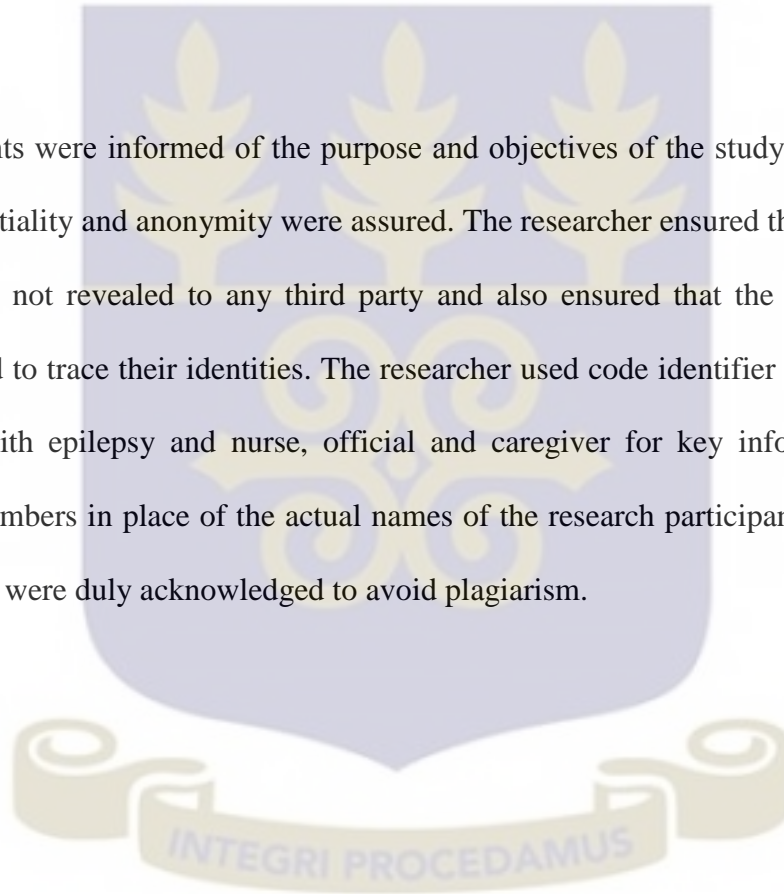 nts were informed of the purpose and objectives of the study
tiality and anonymity were assured. The researcher ensured th
not revealed to any third party and also ensured that the
l to trace their identities. The researcher used code identifier
ith epilepsy and nurse, official and caregiver for key info
mbers in place of the actual names of the research participan
were duly acknowledged to avoid plagiarism.
INTEGRI PROCEDAMUS